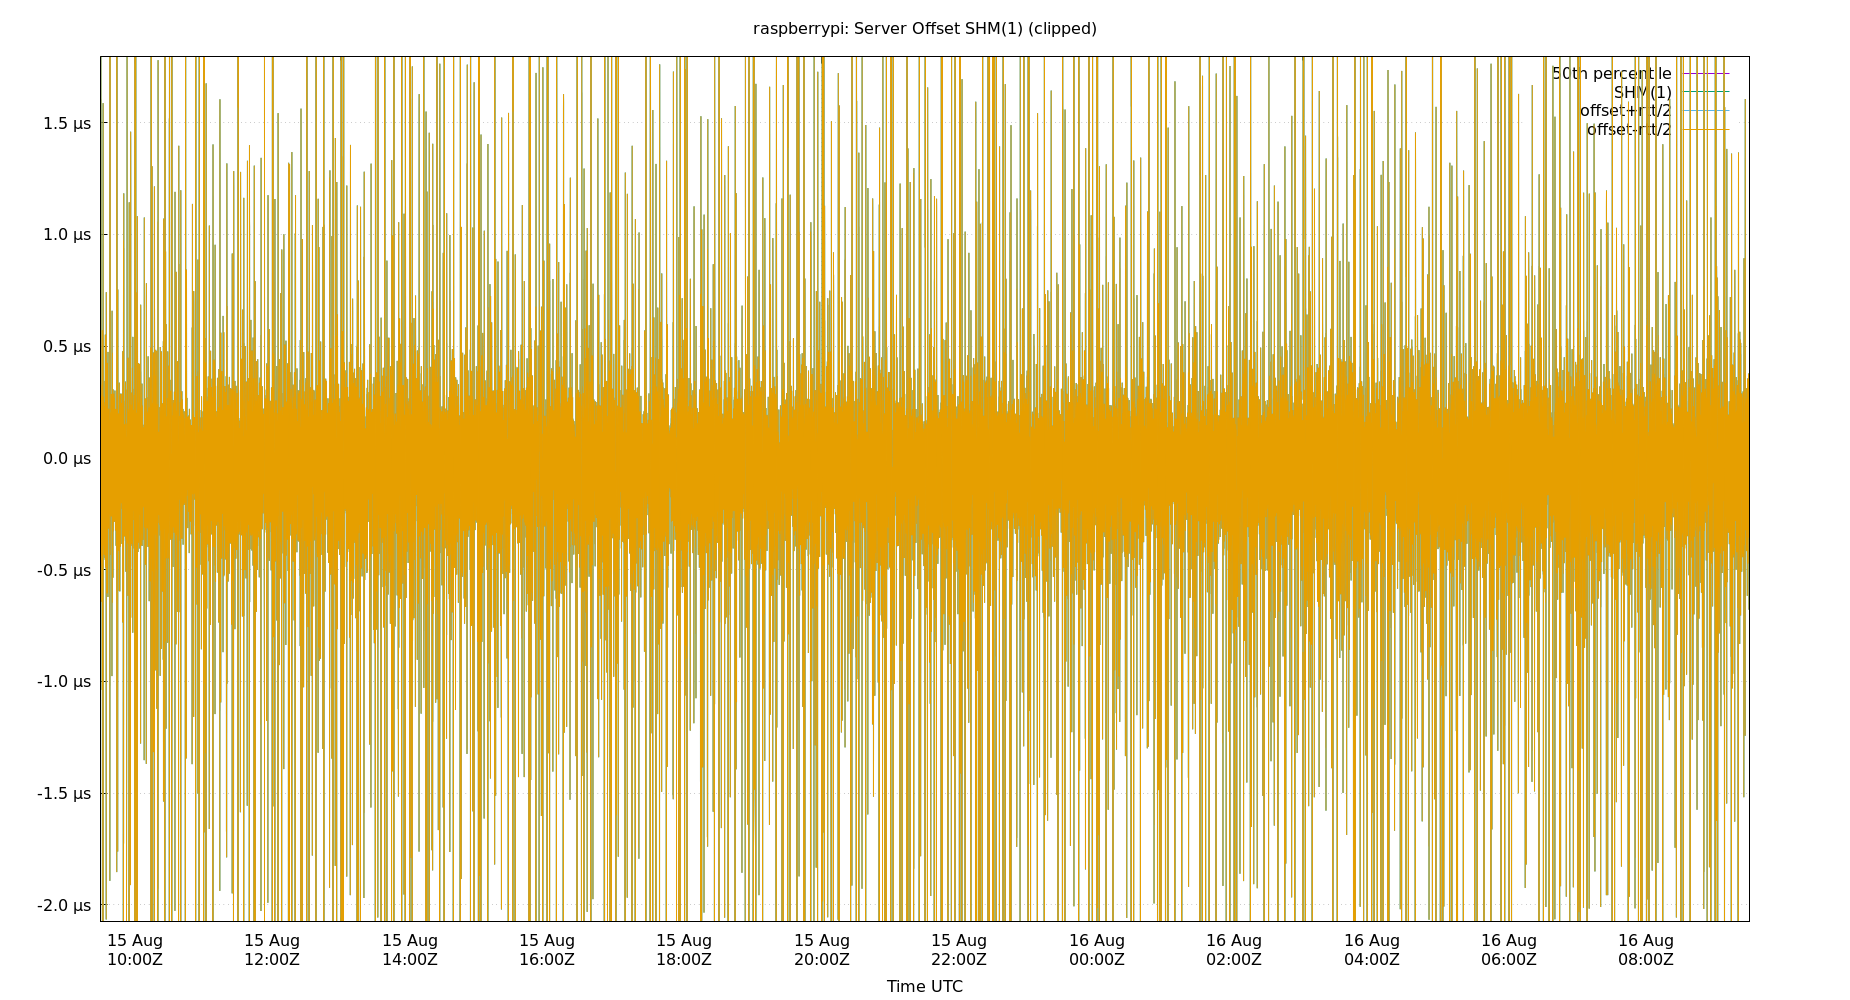 raspberrypi: Server Offset SHM(1) (clipped)
50th percentile
SHM(1)
offset+rtt/2
offset-rtt/2
1.5 µs
1.0 µs
0.5 µs
0.0 µs
-0.5 µs
-1.0 µs
-1.5 µs
-2.0 µs
15 Aug 15 Aug 15 Aug 15 Aug 15 Aug 15 Aug 15 Aug 16 Aug 16 Aug 16 Aug 16 Aug 16 Aug
10:00Z 12:00Z 14:00Z 16:00Z 18:00Z 20:00Z 22:00Z 00:00Z 02:00Z 04:00Z 06:00Z 08:00Z
Time UTC